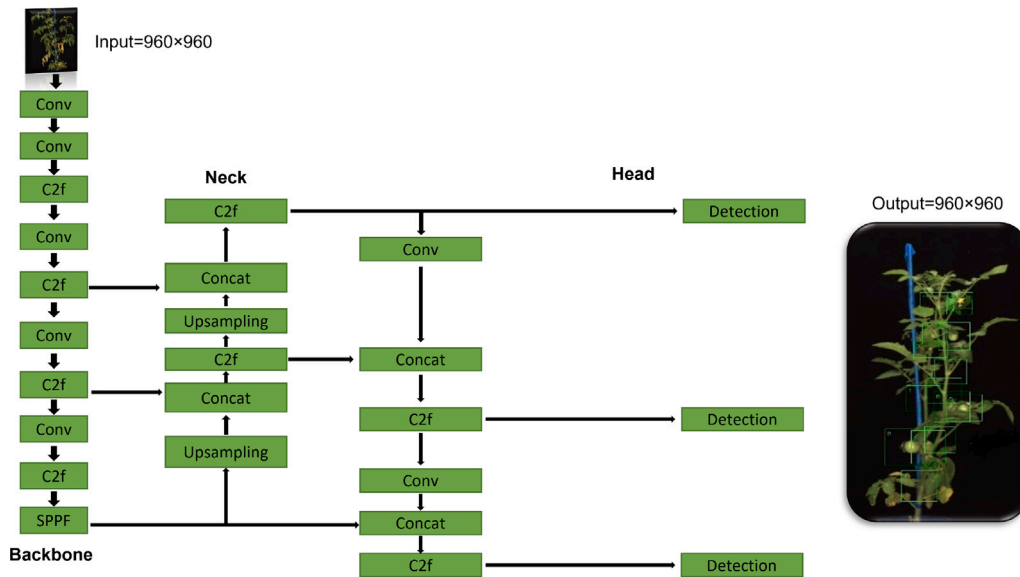 Input=960×960
Conv
Conv
C2f
Conv
C2f
Conv
C2f
Conv
C2f
SPPF
Backbone
Neck
C2f
Concat
Upsampling
C2f
Concat
Upsampling
Head
Conv
Concat
C2f
Conv
Concat
C2f
Detection
Detection
Detection
Output=960×960